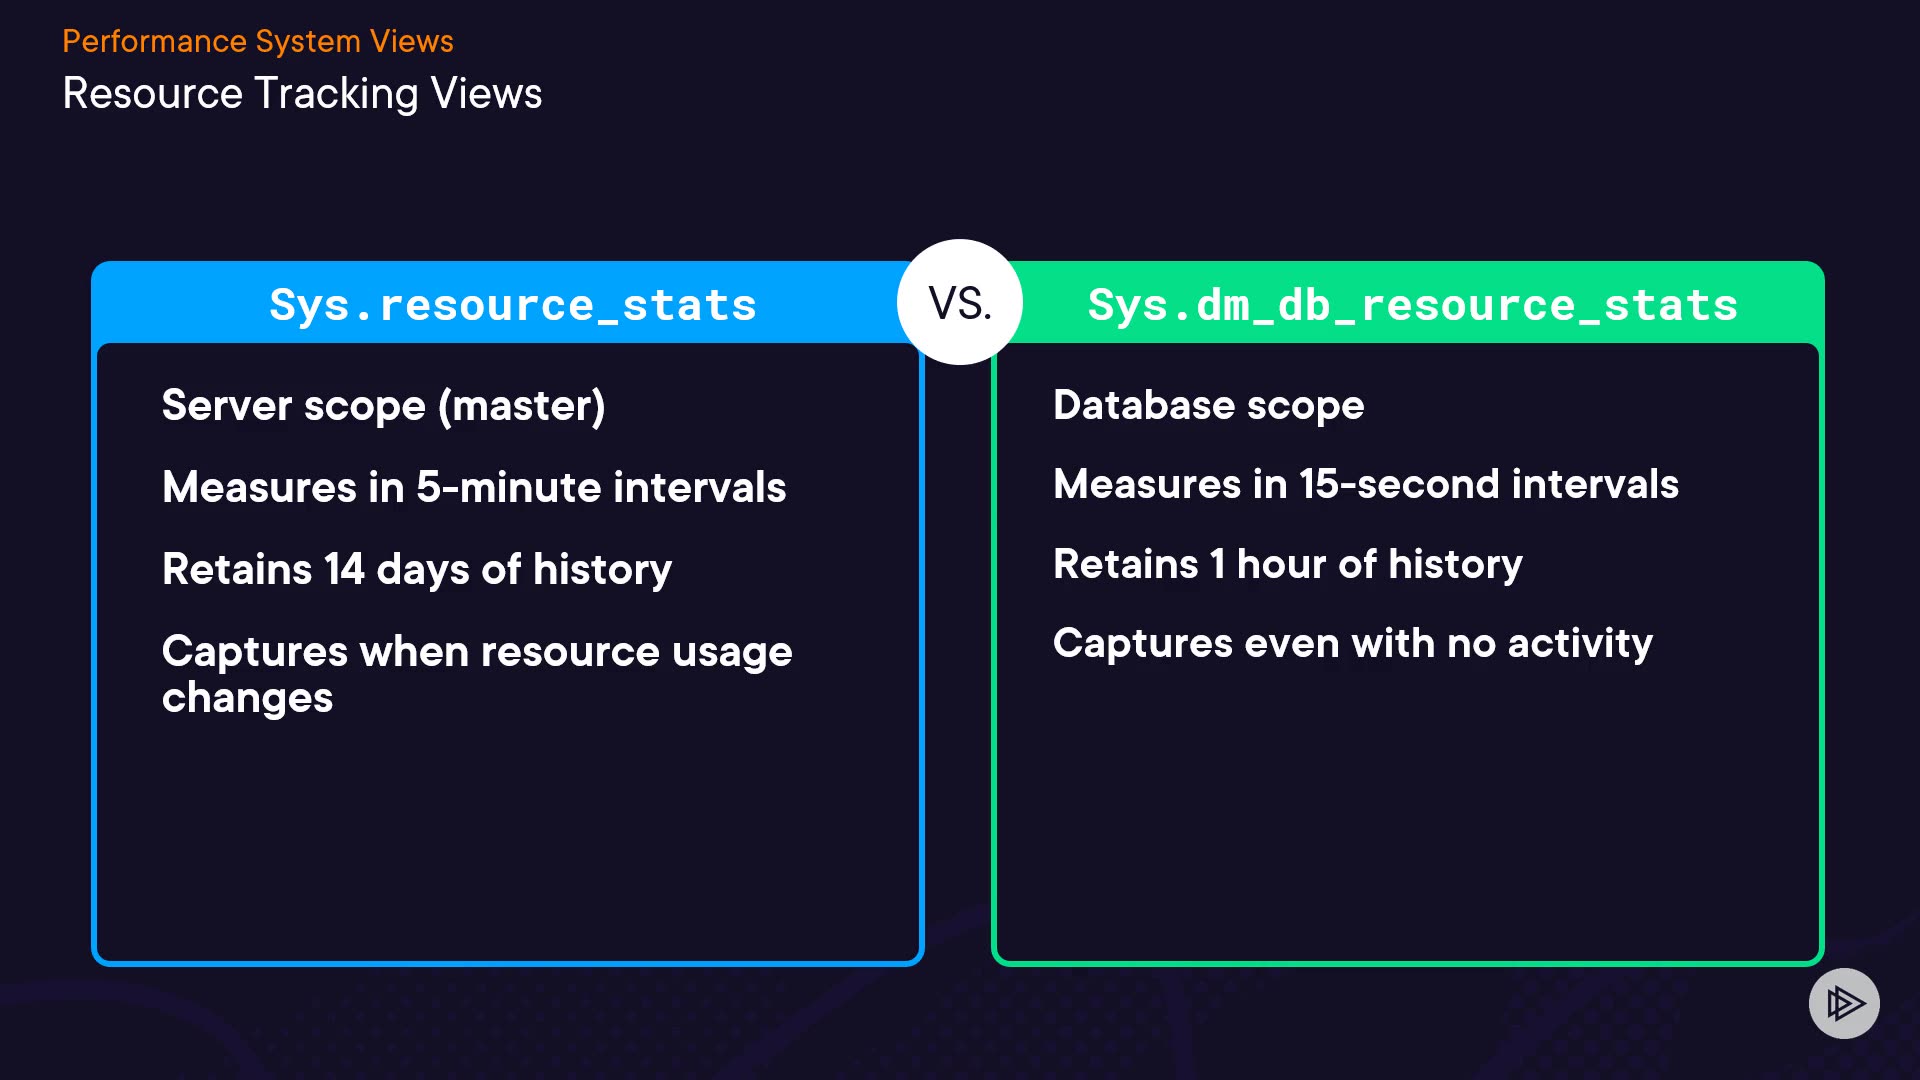 Performance System Views
Resource Tracking Views
Sys.resource_stats
VS.
Sys.dm_db_resource_stats
Server scope (master)
Measures in 5-minute intervals
Retains 14 days of history
Captures when resource usage
changes
Database scope
Measures in 15-second intervals
Retains 1 hour of history
Captures even with no activity